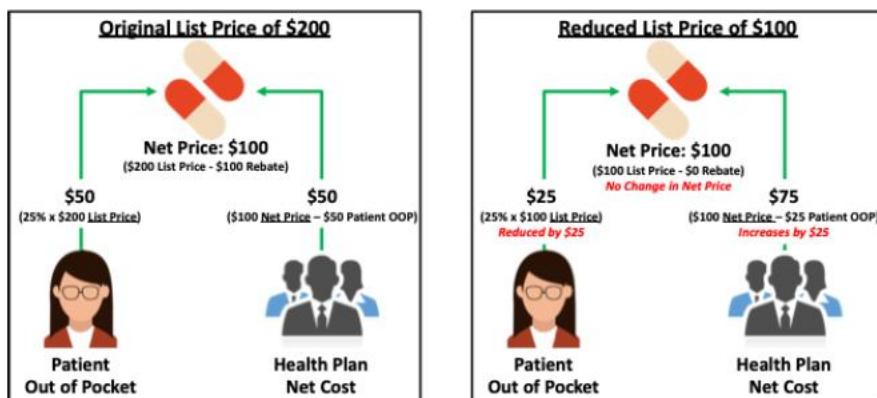 Original List Price of $200
Net Price: $100
($200 List Price - $100 Rebate)
$50
(25% x $200 List Price)
$50
($100 Net Price – $50 Patient OOP)
Patient
Out of Pocket
Health Plan
Net Cost
Reduced List Price of $100
Net Price: $100
($100 List Price - $0 Rebate)
No Change in Net Price
$25
(25% x $100 List Price)
Reduced by $25
$75
($100 Net Price – $25 Patient OOP)
Increases by $25
Patient
Out of Pocket
Health Plan
Net Cost